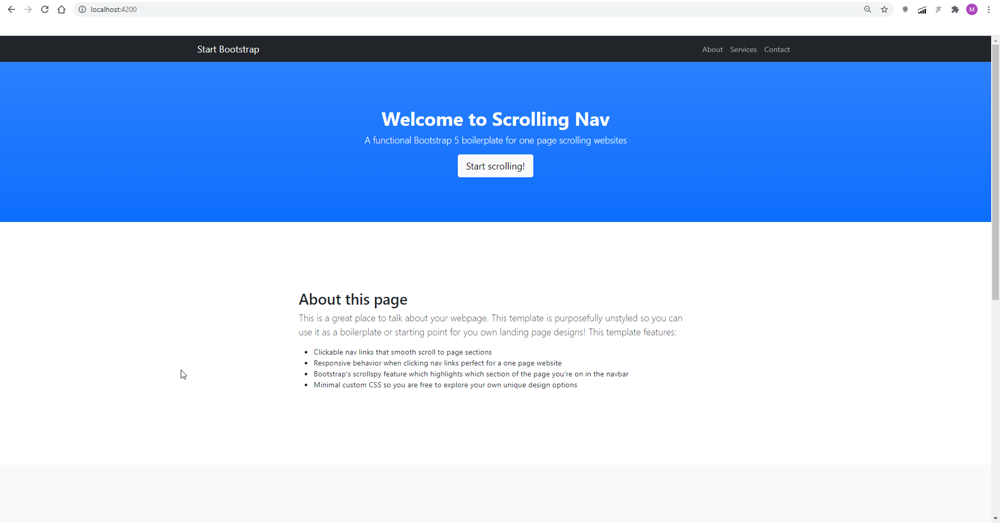 localhost:4200
M
Start Bootstrap
About Services Contact
Welcome to Scrolling Nav
A functional Bootstrap 5 boilerplate for one page scrolling websites
Start scrolling!
About this page
This is a great place to talk about your webpage. This template is purposefully unstyled so you can
use it as a boilerplate or starting point for you own landing page designs! This template features:
Clickable nav links that smooth scroll to page sections
Responsive behavior when clicking nav links perfect for a one page website
Bootstrap's scrollspy feature which highlights which section of the page you're on in the navbar
Minimal custom CSS so you are free to explore your own unique design options